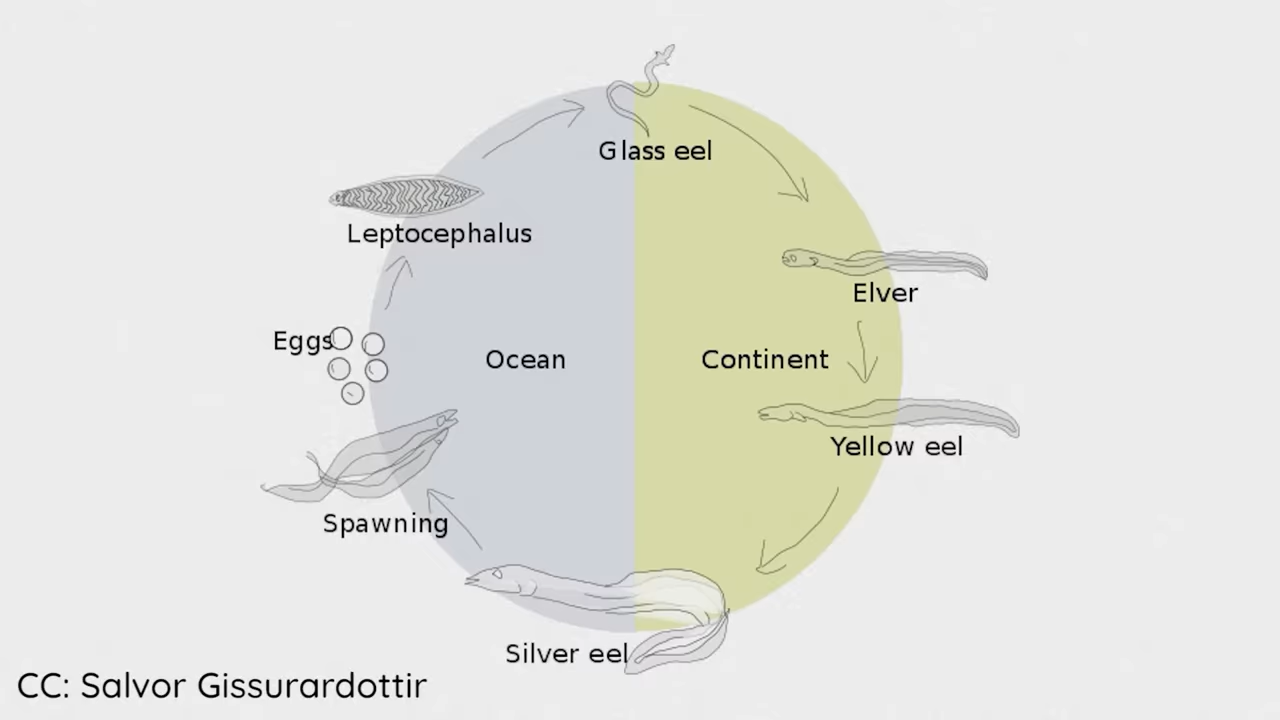 Glass eel
Leptocephalus
Elver
Eggs
Ocean
Continent
Yellow eel
Spawning
Silver eel
CC: Salvor Gissurardottir